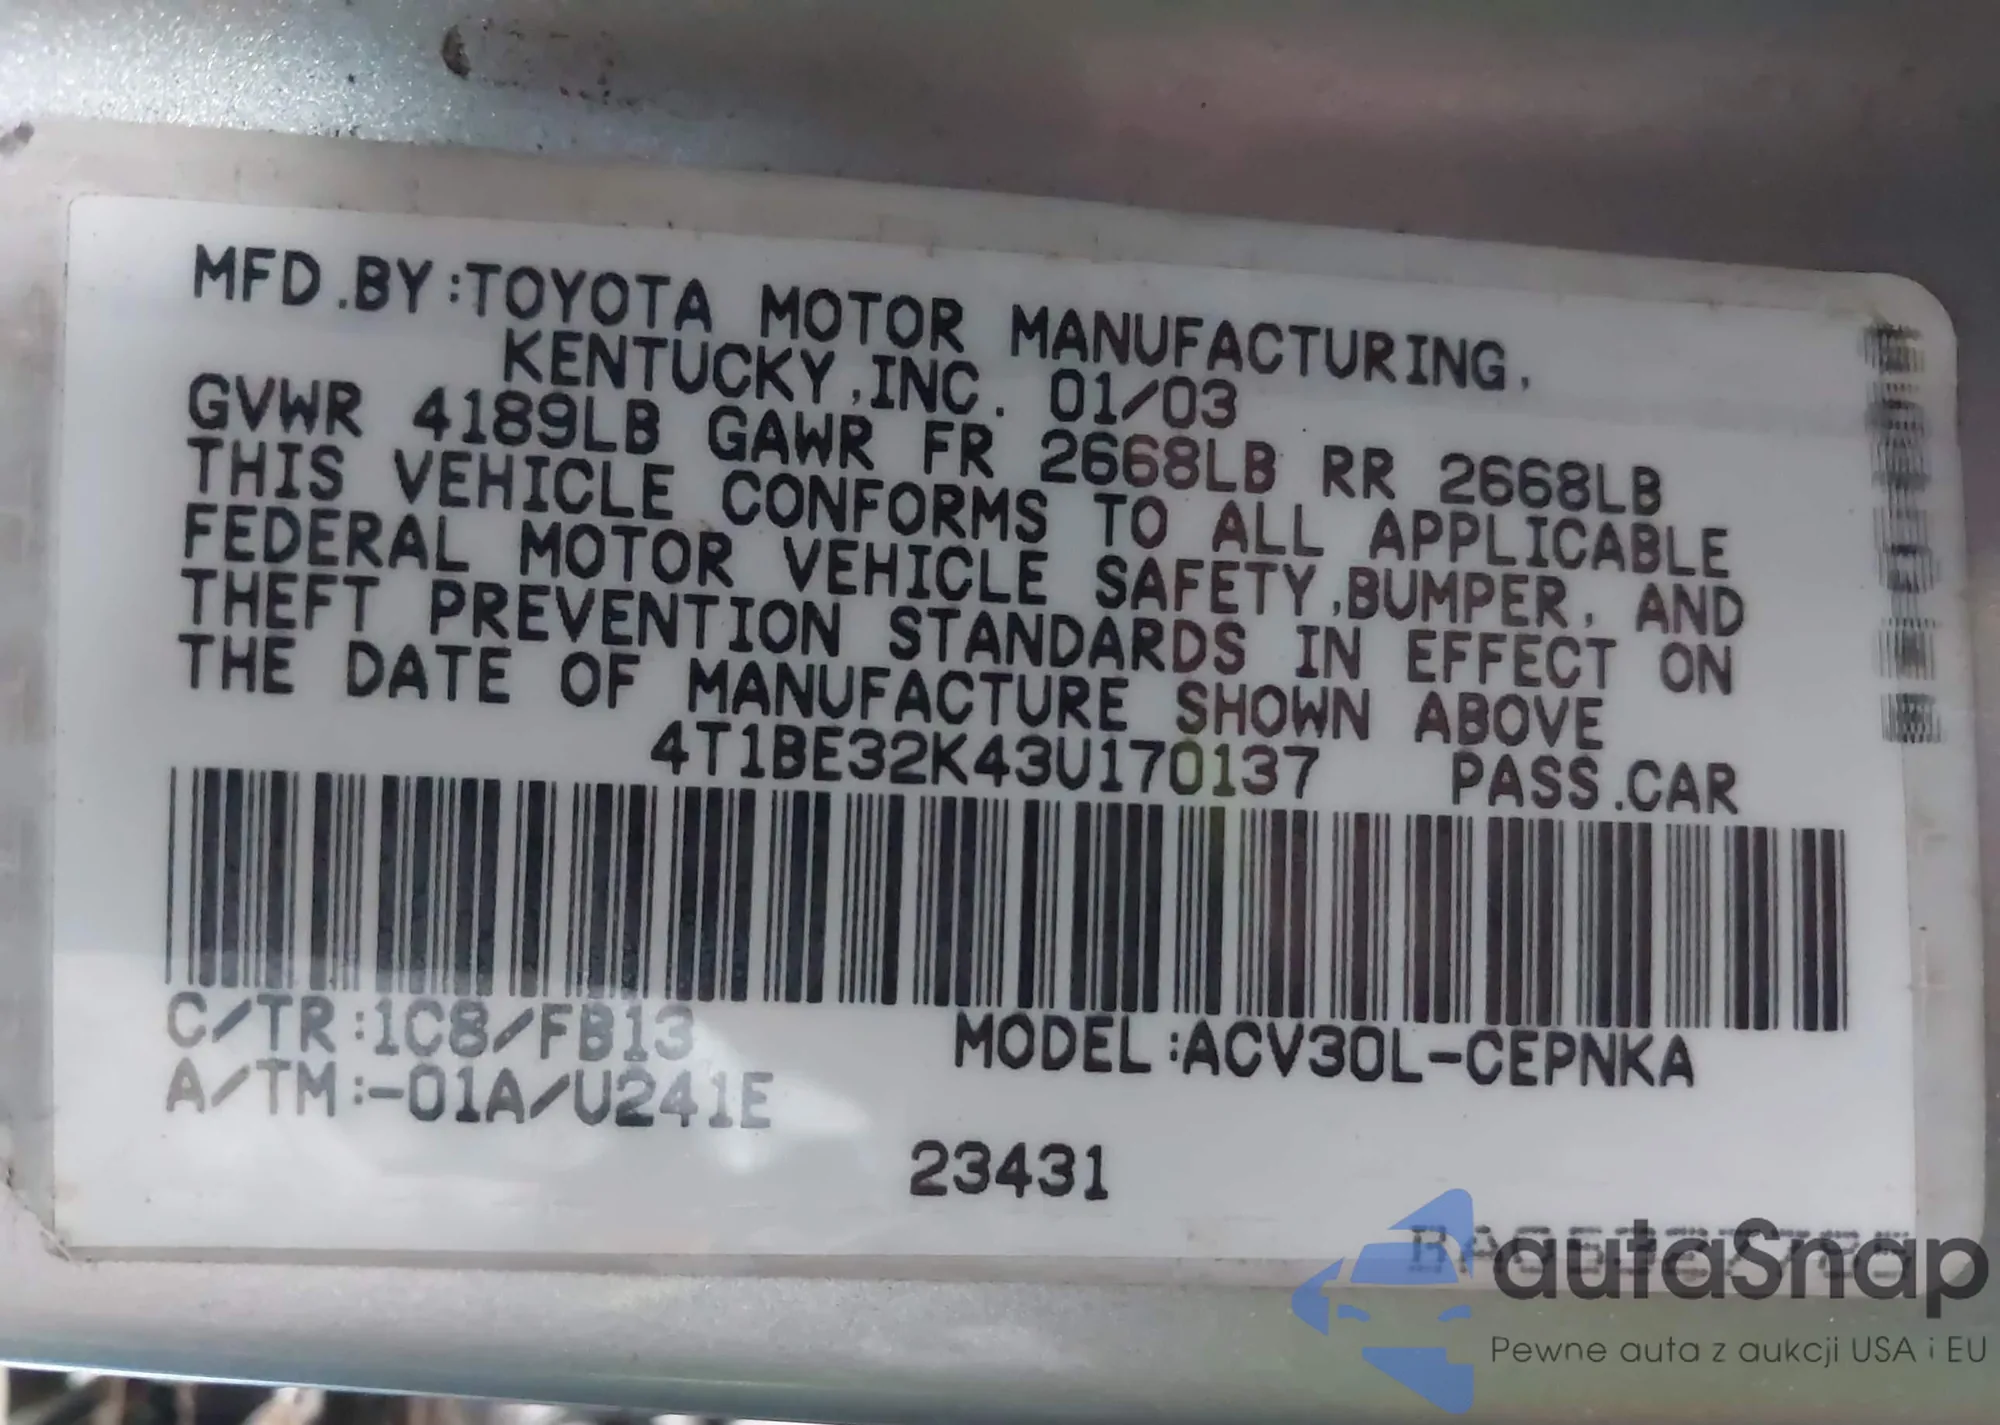 MFD.BY:TOYOTA MOTOR MANUFACTURING,
KENTUCKY,INC. 01/03
GVWR 4189LB GAWR FR 2668LB RR 2668LB
THIS VEHICLE CONFORMS TO ALL APPLICABLE
FEDERAL MOTOR VEHICLE SAFETY,BUMPER, AND
THEFT PREVENTION STANDARDS IN EFFECT ON
THE DATE OF MANUFACTURE SHOWN ABOVE
4T1BE32K43U170137 PASS.CAR
C/TR:1C8/FB13 MODEL:ACV30L-CEPNKA
A/TM:-01A/U241E
23431
autaSnap
Pewne auta z aukcji USA i EU